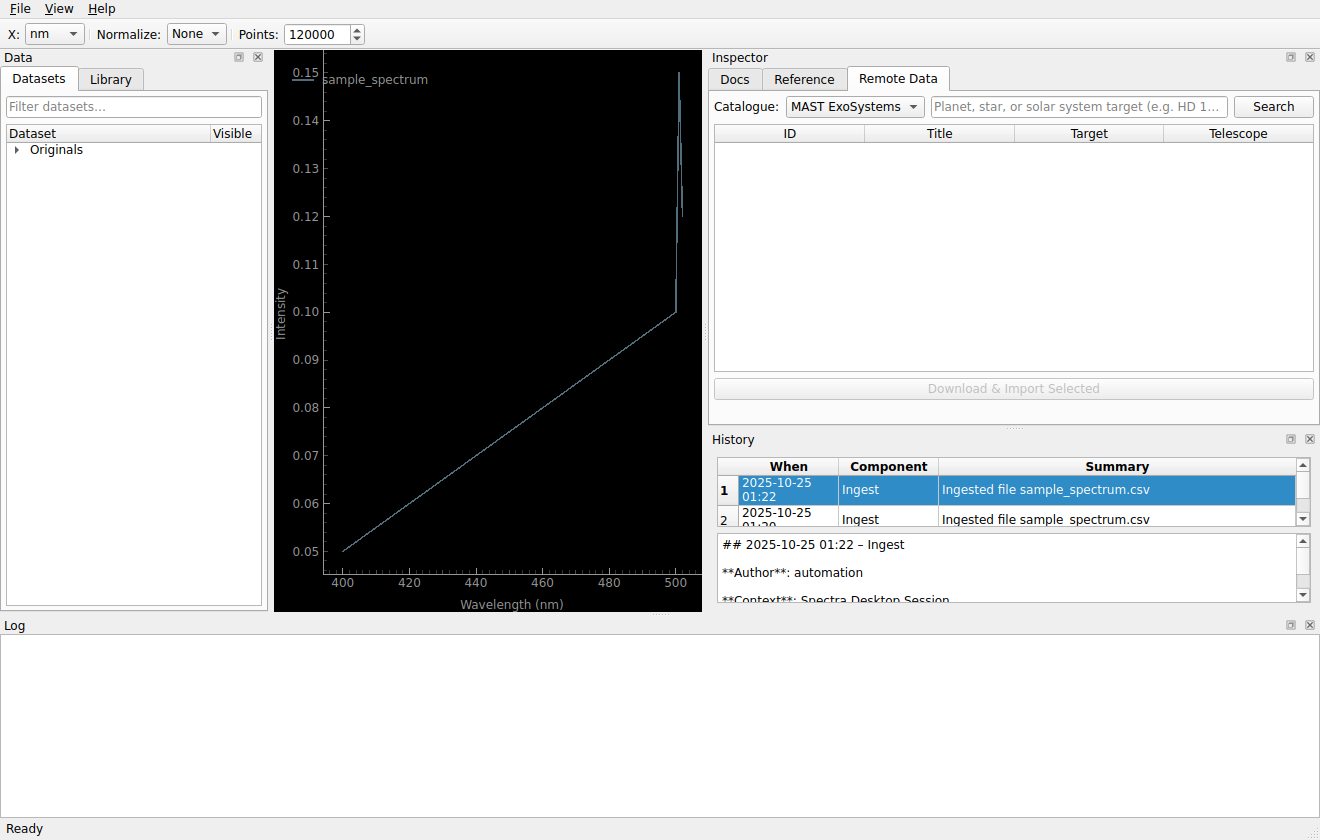 File View Help
X: nm Normalize: None Points: 120000
Data
Datasets Library
Filter datasets...
Dataset Visible
Originals
sample_spectrum
0.15
0.14
0.13
0.12
0.11
0.10
0.09
0.08
0.07
0.06
0.05
Intensity
400 420 440 460 480 500
Wavelength (nm)
Inspector
Docs Reference Remote Data
Catalogue: MAST ExoSystems Planet, star, or solar system target (e.g. HD 1... Search
ID Title Target Telescope
Download & Import Selected
History
When Component Summary
1 2025-10-25 01:22 Ingest Ingested file sample_spectrum.csv
2 2025-10-25 Ingest Ingested file sample_spectrum.csv
## 2025-10-25 01:22 – Ingest
**Author**: automation
**Context**: Spectra Desktop Session
Log
Ready